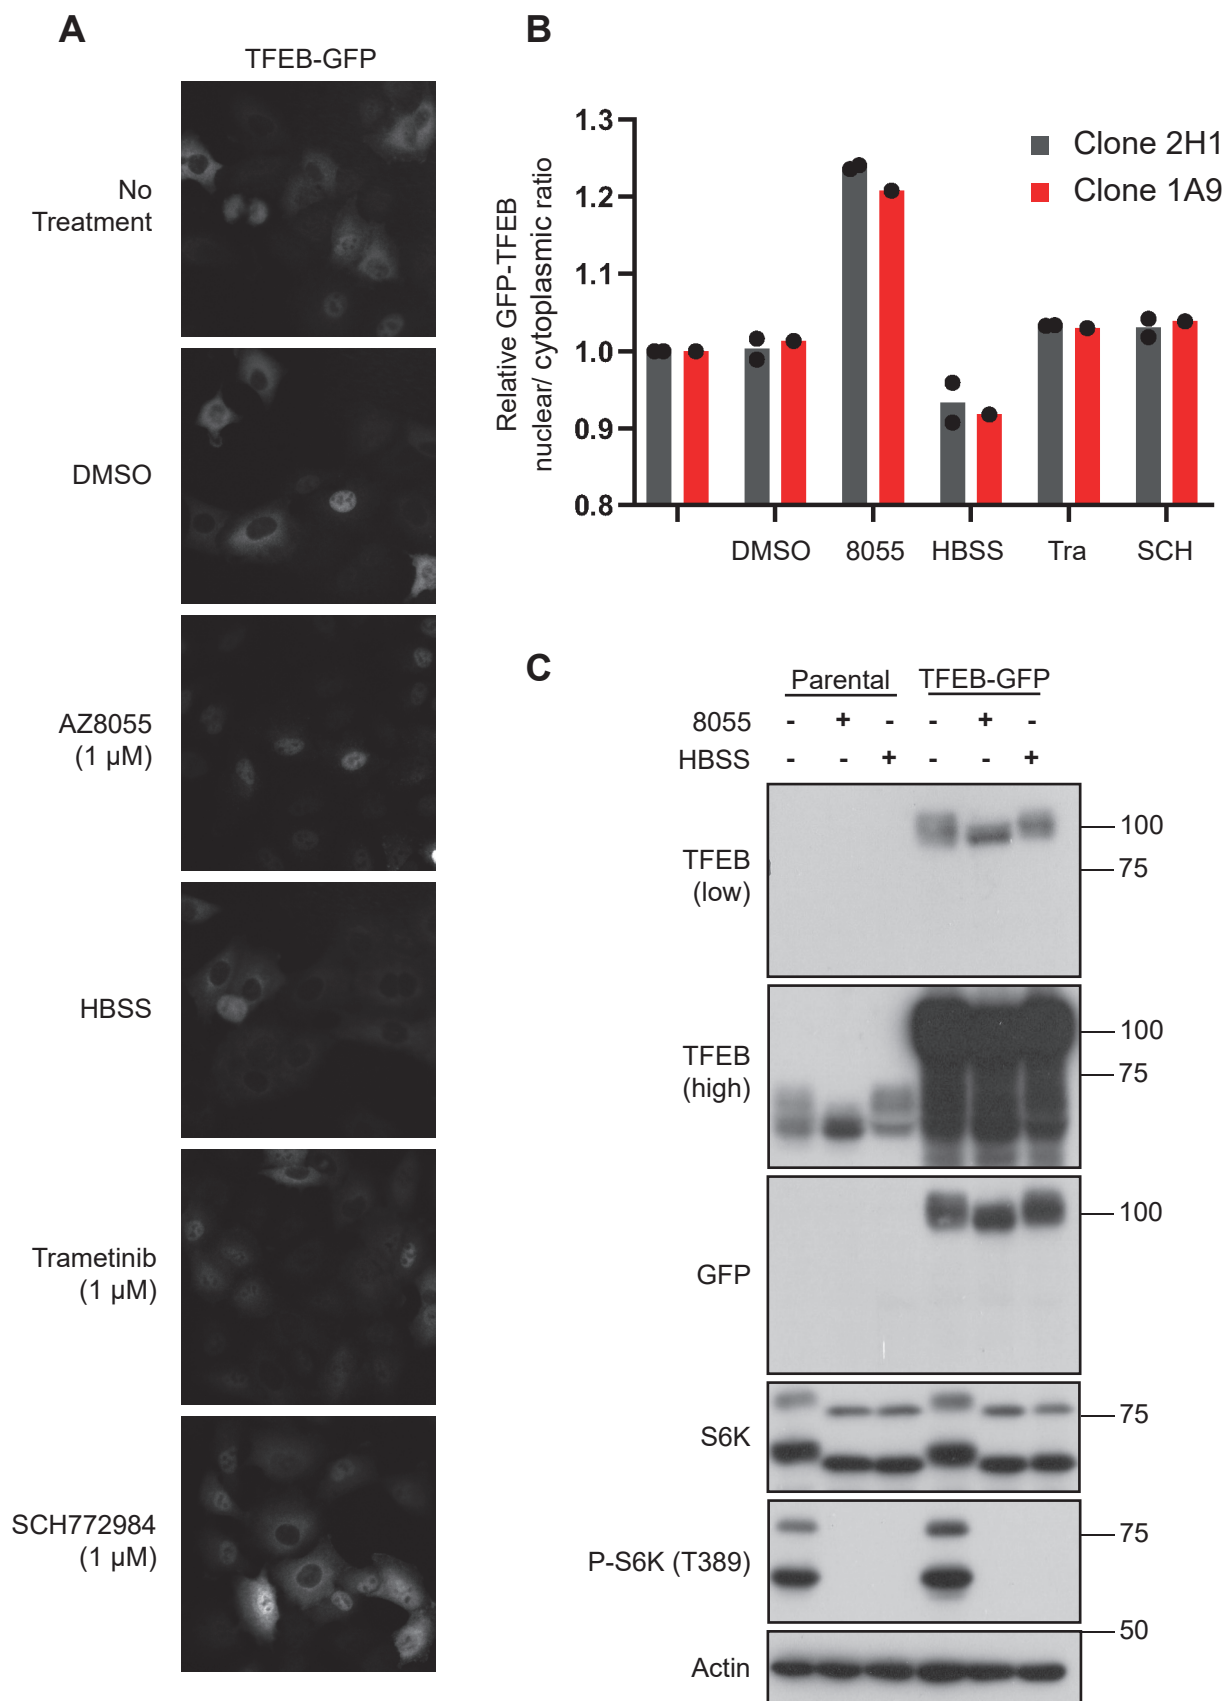 A
TFEB-GFP
No
Treatment
DMSO
AZ8055
(1 µM)
HBSS
Trametinib
(1 µM)
SCH772984
(1 µM)
B
Relative GFP-TFEB
nuclear/ cytoplasmic ratio
1.3
1.2
1.1
1.0
0.9
0.8
Clone 2H1
Clone 1A9
DMSO 8055 HBSS Tra SCH
C
Parental TFEB-GFP
8055 - + - - + -
HBSS - - + - - +
TFEB
(low)
100
75
TFEB
(high)
100
75
GFP
100
S6K
75
P-S6K (T389)
75
50
Actin